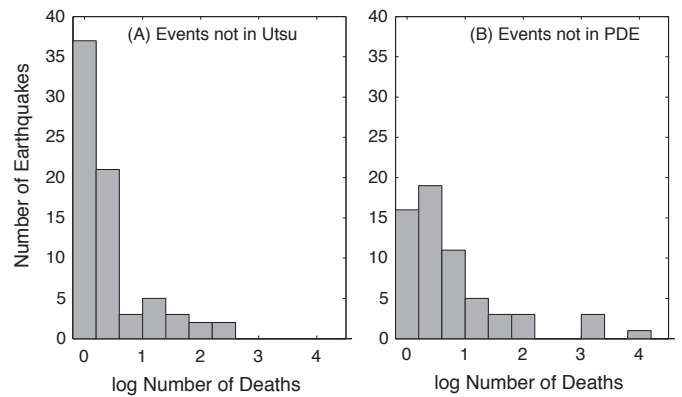 (A) Events not in Utsu
40
35
30
25
20
15
10
5
0
Number of Earthquakes
0 1 2 3 4
log Number of Deaths
(B) Events not in PDE
40
35
30
25
20
15
10
5
0
0 1 2 3 4
log Number of Deaths